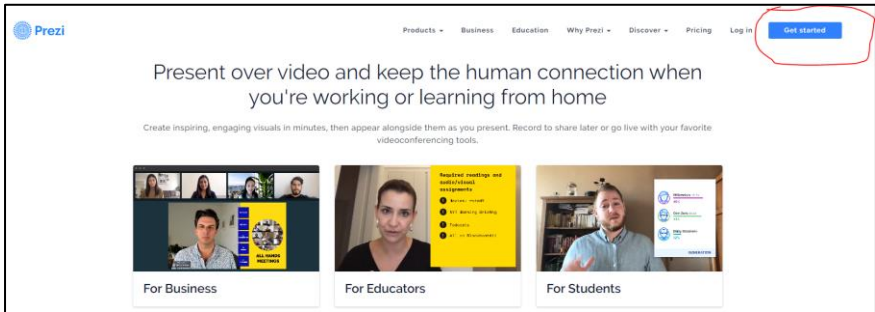 Prezi
Products Business Education Why Prezi Discover Pricing Log in Get started
Present over video and keep the human connection when
you're working or learning from home
Create inspiring, engaging visuals in minutes, then appear alongside them as you present. Record to share later or go live with your favorite
videoconferencing tools.
ALL HANDS
MEETINGS
Required readings and
audio/visual
assignments
For Business
For Educators
For Students